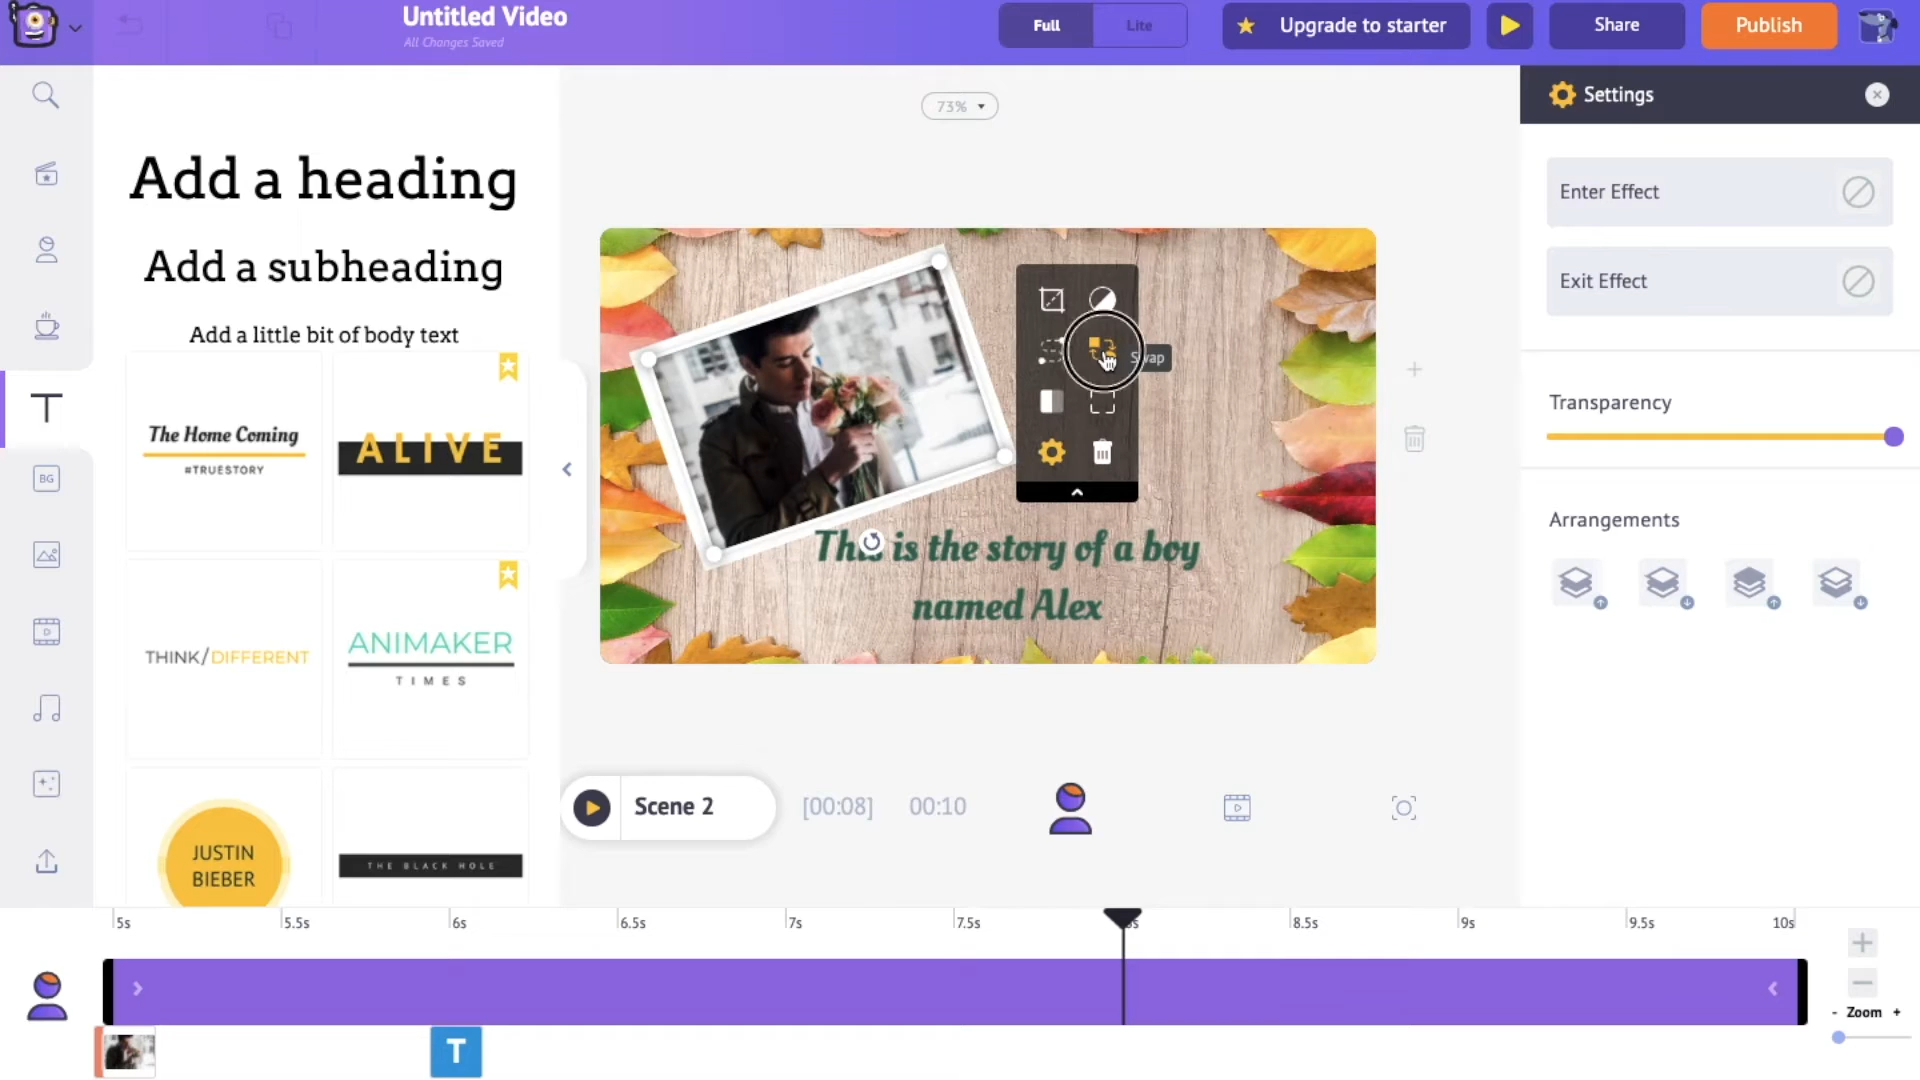 Untitled Video
All Changes Saved
Full
Lite
Upgrade to starter
Share
Publish
73%
Settings
Add a heading
Add a subheading
Add a little bit of body text
Enter Effect
Exit Effect
Swap
Transparency
Arrangements
The Home Coming
#TRUESTORY
ALIVE
BG
This is the story of a boy
named Alex
THINK/DIFFERENT
ANIMAKER
TIMES
JUSTIN
BIEBER
THE BLACK HOLE
Scene 2
[00:08]
00:10
5s
5.5s
6s
6.5s
7s
7.5s
8.5s
9s
9.5s
10s
- Zoom +
T